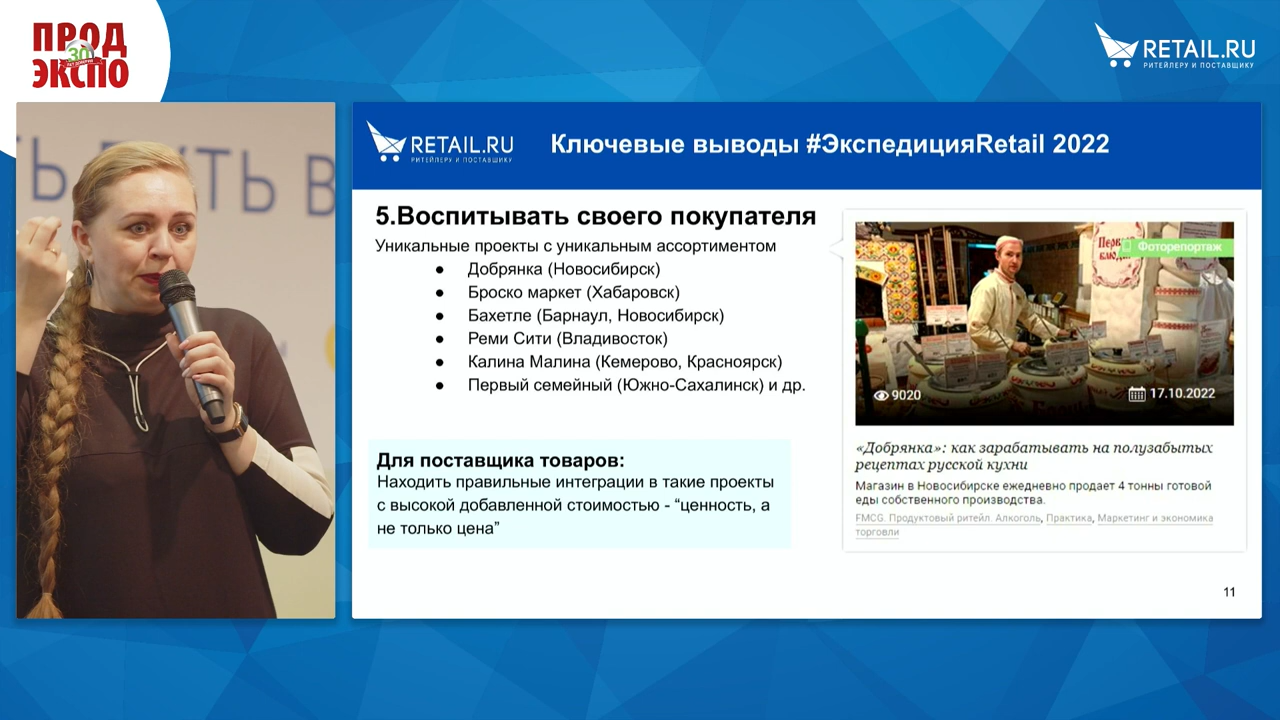 ПРОД
30
ЭКСПО
RETAIL.RU
РИТЕЙЛЕРУ И ПОСТАВЩИКУ
RETAIL.RU
РИТЕЙЛЕРУ И ПОСТАВЩИКУ
Ключевые выводы #ЭкспедицияRetail 2022
5.Воспитывать своего покупателя
Уникальные проекты с уникальным ассортиментом
● Добрянка (Новосибирск)
● Броско маркет (Хабаровск)
● Бахетле (Барнаул, Новосибирск)
● Реми Сити (Владивосток)
● Калина Малина (Кемерово, Красноярск)
● Первый семейный (Южно-Сахалинск) и др.
Для поставщика товаров:
Находить правильные интеграции в такие проекты
с высокой добавленной стоимостью - “ценность, а
не только цена”
Фоторепортаж
9020
17.10.2022
«Добрянка»: как зарабатывать на полузабытых
рецептах русской кухни
Магазин в Новосибирске ежедневно продает 4 тонны готовой
еды собственного производства.
FMCG. Продуктовый ритейл. Алкоголь, Практика, Маркетинг и экономика
торговли
11